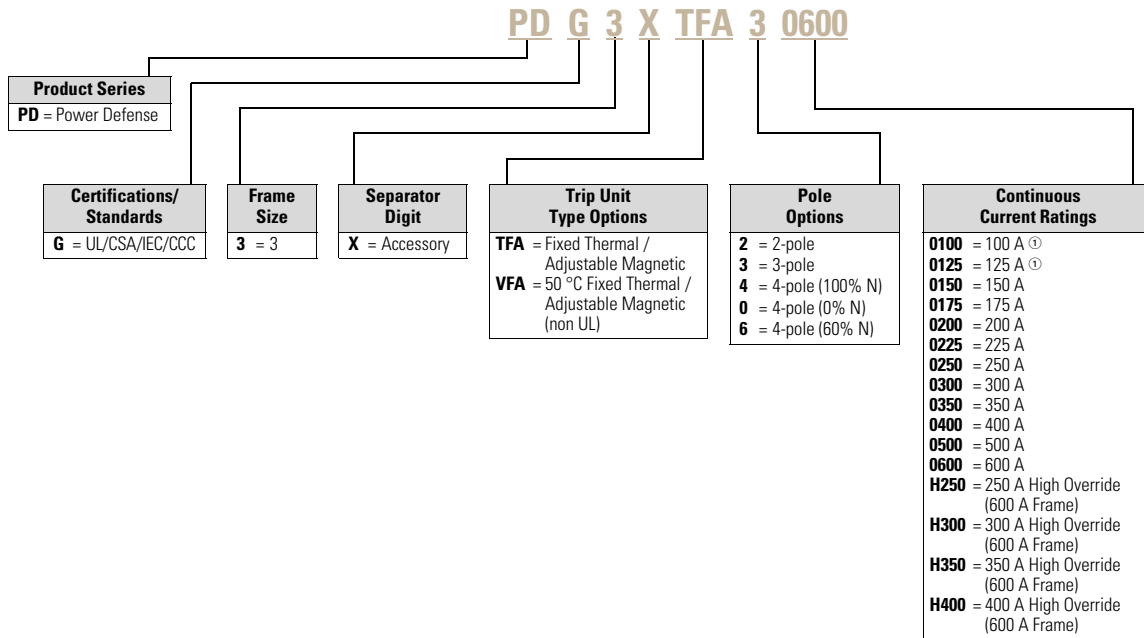 PD G 3 X TFA 3 0600
Product Series
PD = Power Defense
Certifications/
Standards
G = UL/CSA/IEC/CCC
Frame
Size
3 = 3
Separator
Digit
X = Accessory
Trip Unit
Type Options
TFA = Fixed Thermal /
Adjustable Magnetic
VFA = 50 °C Fixed Thermal /
Adjustable Magnetic
(non UL)
Pole
Options
2 = 2-pole
3 = 3-pole
4 = 4-pole (100% N)
0 = 4-pole (0% N)
6 = 4-pole (60% N)
Continuous
Current Ratings
0100 = 100 A ①
0125 = 125 A ①
0150 = 150 A
0175 = 175 A
0200 = 200 A
0225 = 225 A
0250 = 250 A
0300 = 300 A
0350 = 350 A
0400 = 400 A
0500 = 500 A
0600 = 600 A
H250 = 250 A High Override
(600 A Frame)
H300 = 300 A High Override
(600 A Frame)
H350 = 350 A High Override
(600 A Frame)
H400 = 400 A High Override
(600 A Frame)